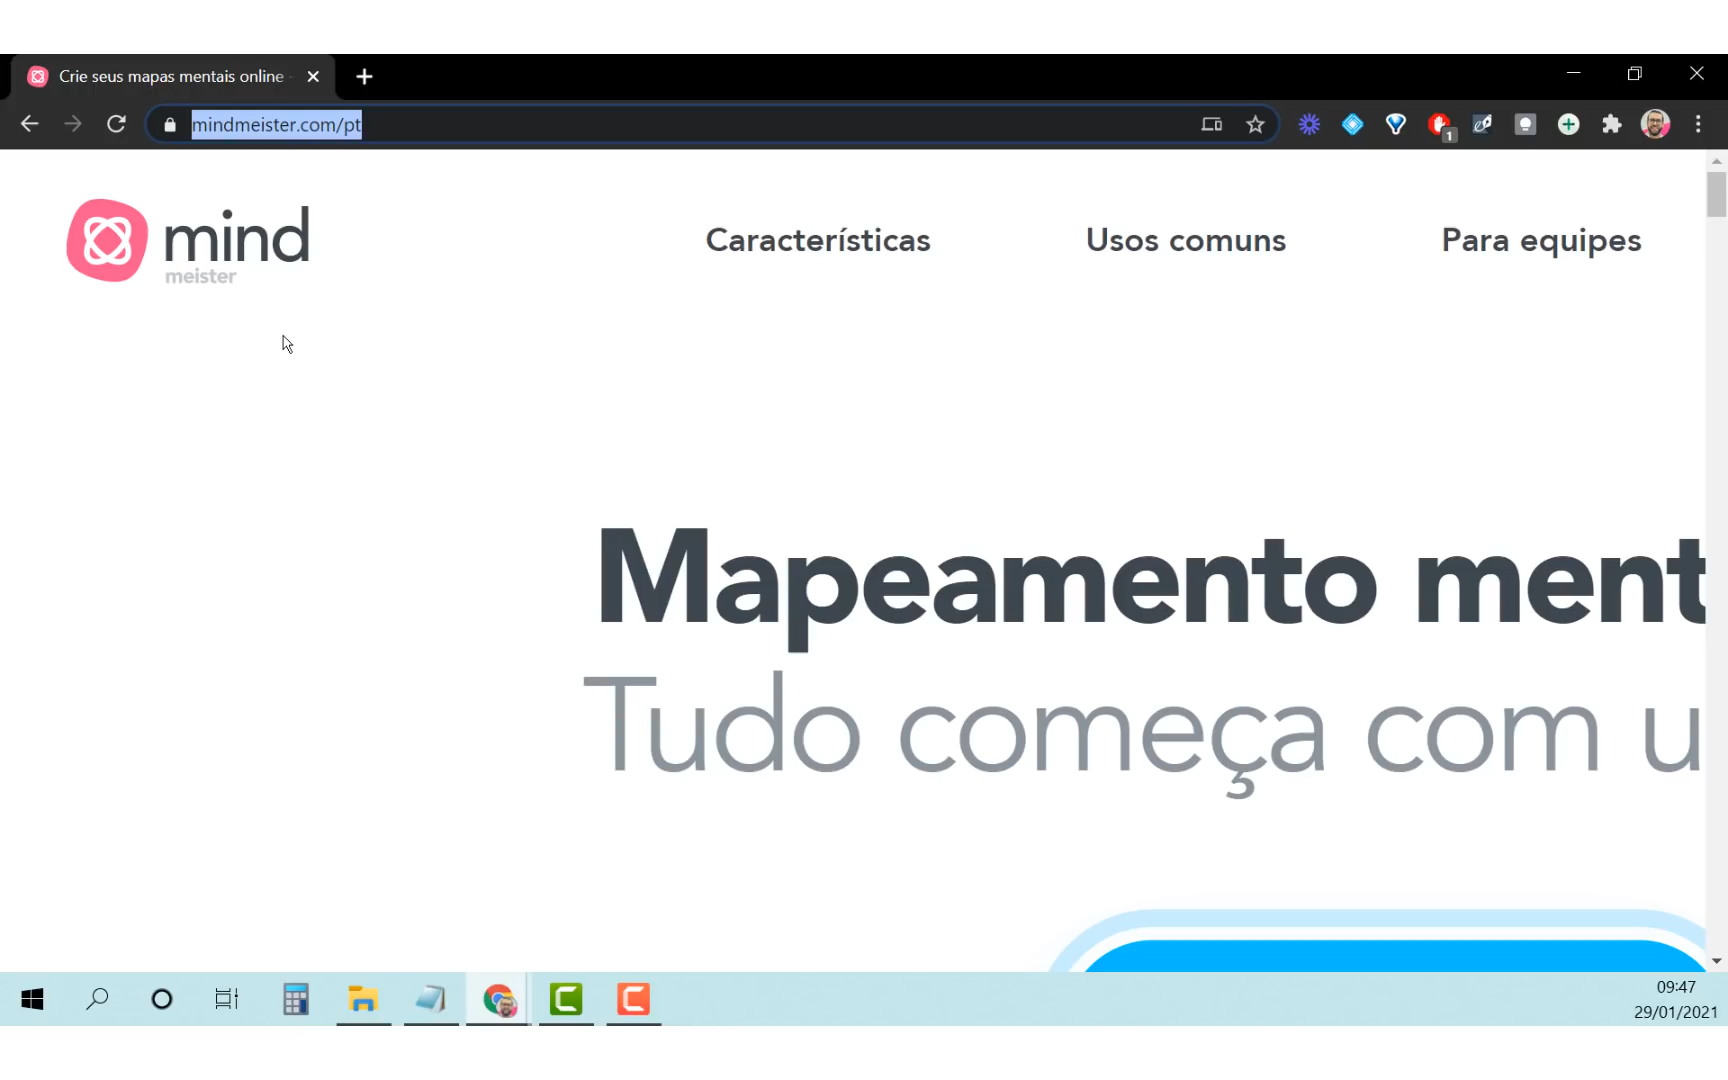 Crie seus mapas mentais online
mindmeister.com/pt
1
mind
meister
Características
Usos comuns
Para equipes
Mapeamento ment
Tudo começa com u
09:47
29/01/2021